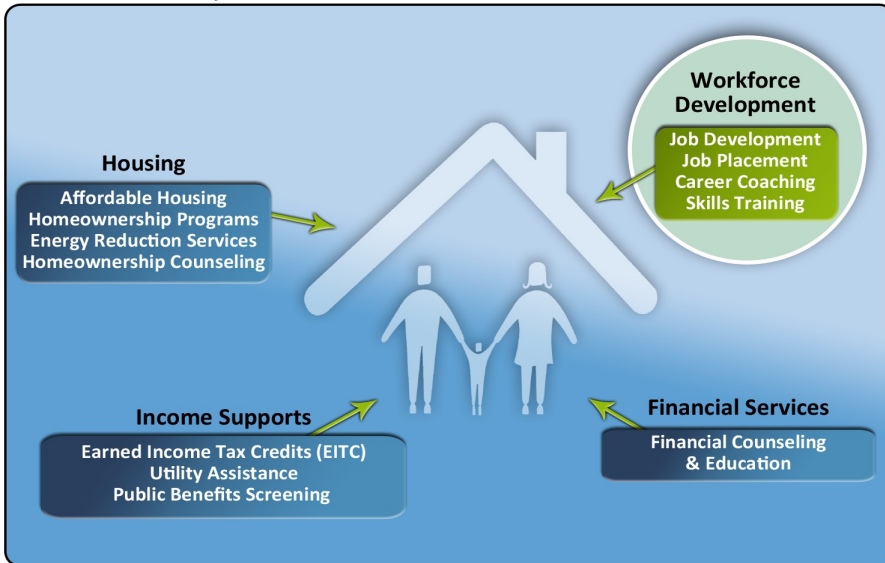 Workforce
Development
Job Development
Job Placement
Career Coaching
Skills Training
Housing
Affordable Housing
Homeownership Programs
Energy Reduction Services
Homeownership Counseling
Income Supports
Earned Income Tax Credits (EITC)
Utility Assistance
Public Benefits Screening
Financial Services
Financial Counseling
& Education